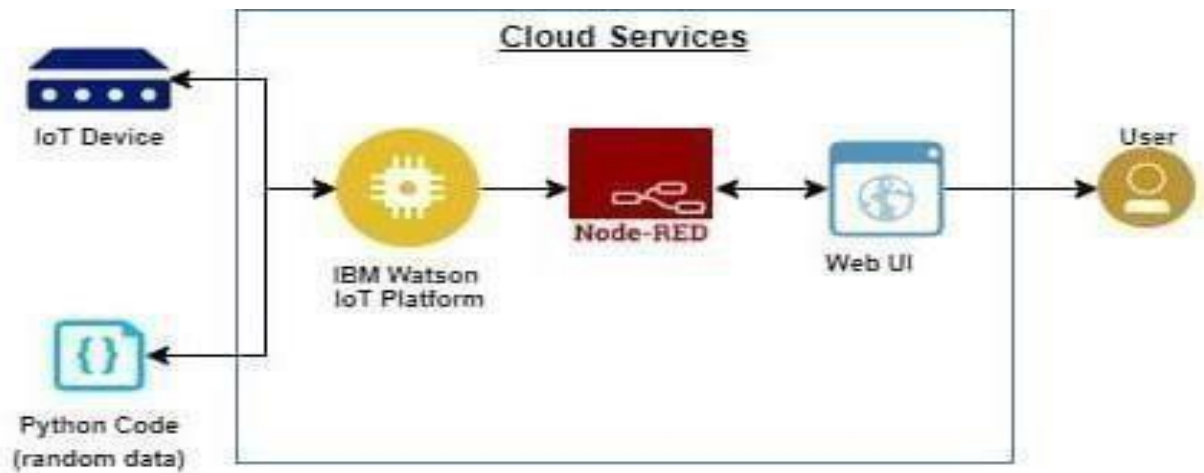 Cloud Services
IoT Device
User
Node-RED
Web UI
IBM Watson
IoT Platform
{ }
Python Code
(random data)